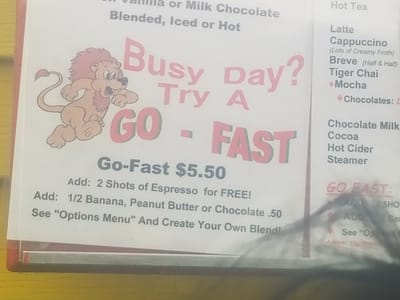 Vanilla or Milk Chocolate
Blended, Iced or Hot
Busy Day?
Try A
GO - FAST
Go-Fast $5.50
Add: 2 Shots of Espresso for FREE!
Add: 1/2 Banana, Peanut Butter or Chocolate .50
See "Options Menu" And Create Your Own Blend!
Hot Tea
Latte
Cappuccino
(Lots of Creamy Froth)
Breve (Half & Half)
Tiger Chai
*Mocha
*Chocolates:
Chocolate Milk
Cocoa
Hot Cider
Steamer
GO FAST:
See "Option